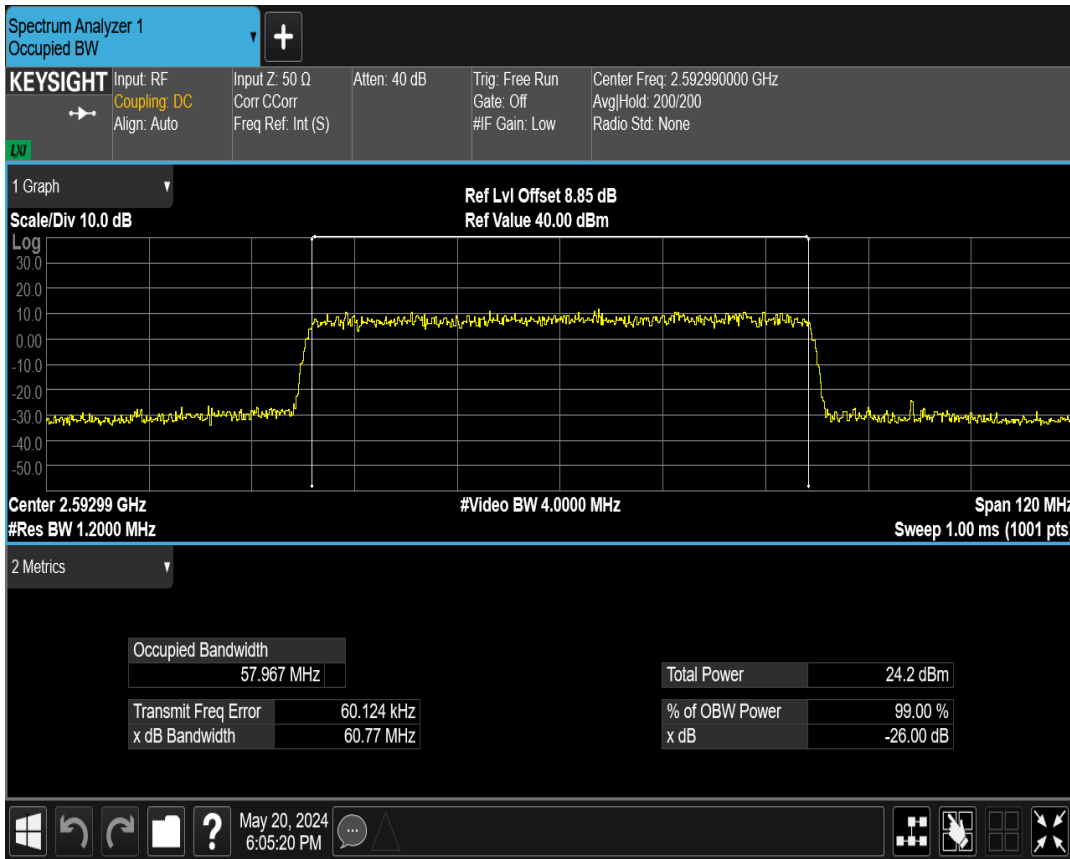 Spectrum Analyzer 1
Occupied BW
KEYSIGHT
Input: RF
Coupling: DC
Align: Auto
Input Z: 50 Ω
Corr CCorr
Freq Ref: Int (S)
Atten: 40 dB
Trig: Free Run
Gate: Off
#IF Gain: Low
Center Freq: 2.592990000 GHz
Avg|Hold: 200/200
Radio Std: None
LXI
1 Graph
Scale/Div 10.0 dB
Ref Lvl Offset 8.85 dB
Ref Value 40.00 dBm
Log
30.0
20.0
10.0
0.00
-10.0
-20.0
-30.0
-40.0
-50.0
Center 2.59299 GHz
#Video BW 4.0000 MHz
Span 120 MHz
#Res BW 1.2000 MHz
Sweep 1.00 ms (1001 pts)
2 Metrics
Occupied Bandwidth
57.967 MHz
Transmit Freq Error 60.124 kHz
x dB Bandwidth 60.77 MHz
Total Power 24.2 dBm
% of OBW Power 99.00 %
x dB -26.00 dB
May 20, 2024
6:05:20 PM